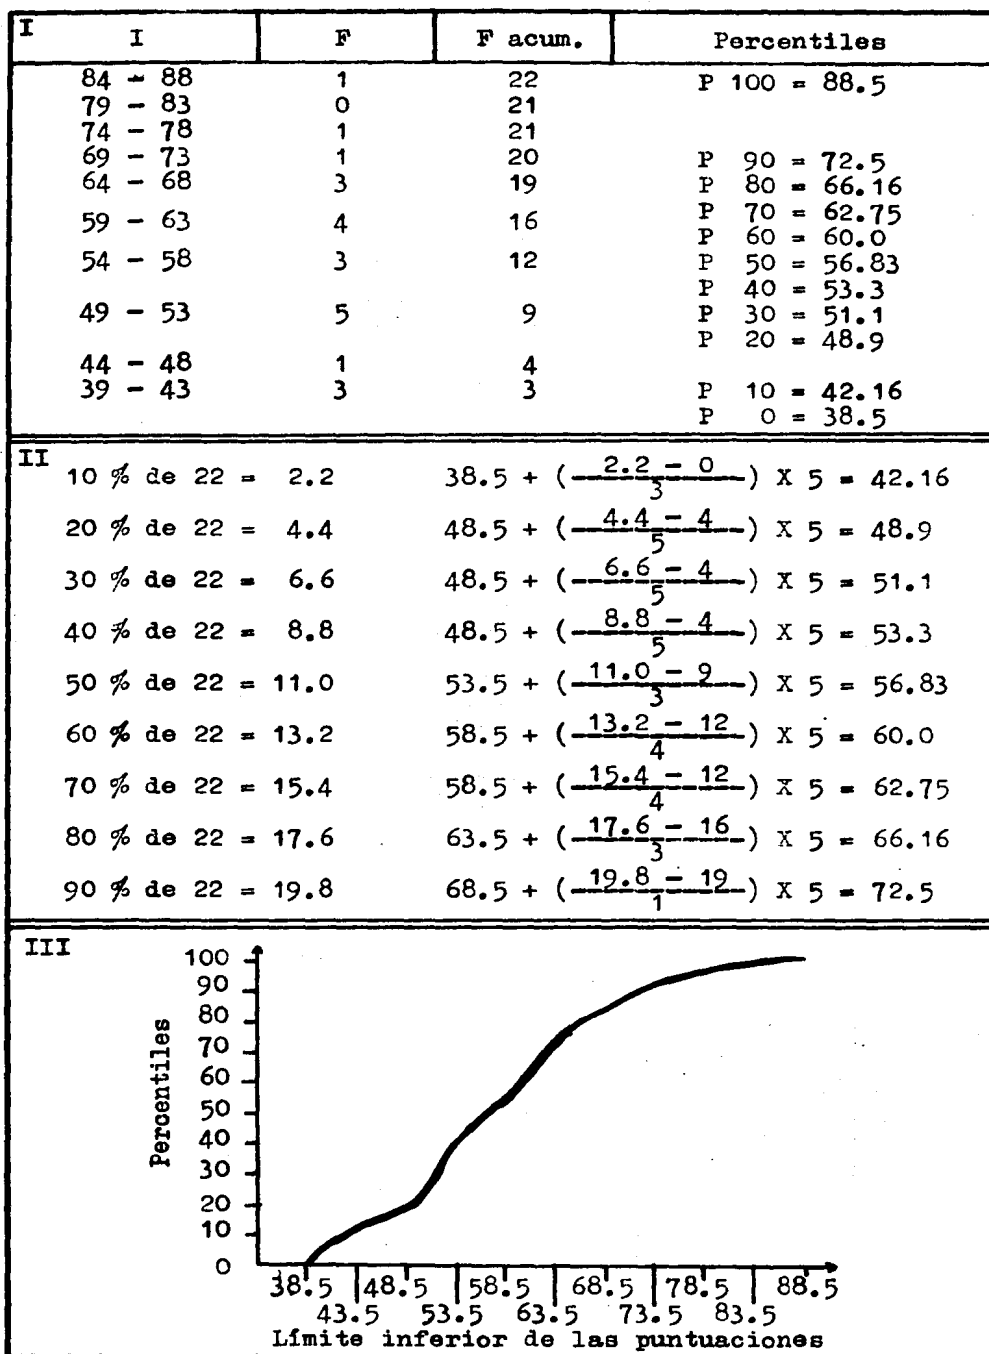 I
I F F acum. Percentiles
84 - 88 1 22 P 100 = 88.5
79 - 83 0 21
74 - 78 1 21
69 - 73 1 20 P 90 = 72.5
64 - 68 3 19 P 80 = 66.16
P 70 = 62.75
59 - 63 4 16
P 60 = 60.0
54 - 58 3 12 P 50 = 56.83
P 40 = 53.3
49 - 53 5 9 P 30 = 51.1
P 20 = 48.9
44 - 48 1 4
39 - 43 3 3 P 10 = 42.16
P 0 = 38.5
II
10 % de 22 = 2.2 38.5 + (2.2 - 0 / 3) X 5 = 42.16
20 % de 22 = 4.4 48.5 + (4.4 - 4 / 5) X 5 = 48.9
30 % de 22 = 6.6 48.5 + (6.6 - 4 / 5) X 5 = 51.1
40 % de 22 = 8.8 48.5 + (8.8 - 4 / 5) X 5 = 53.3
50 % de 22 = 11.0 53.5 + (11.0 - 9 / 3) X 5 = 56.83
60 % de 22 = 13.2 58.5 + (13.2 - 12 / 4) X 5 = 60.0
70 % de 22 = 15.4 58.5 + (15.4 - 12 / 4) X 5 = 62.75
80 % de 22 = 17.6 63.5 + (17.6 - 16 / 3) X 5 = 66.16
90 % de 22 = 19.8 68.5 + (19.8 - 19 / 1) X 5 = 72.5
III
Percentiles
100
90
80
70
60
50
40
30
20
10
0
38.5 48.5 58.5 68.5 78.5 88.5
43.5 53.5 63.5 73.5 83.5
Límite inferior de las puntuaciones